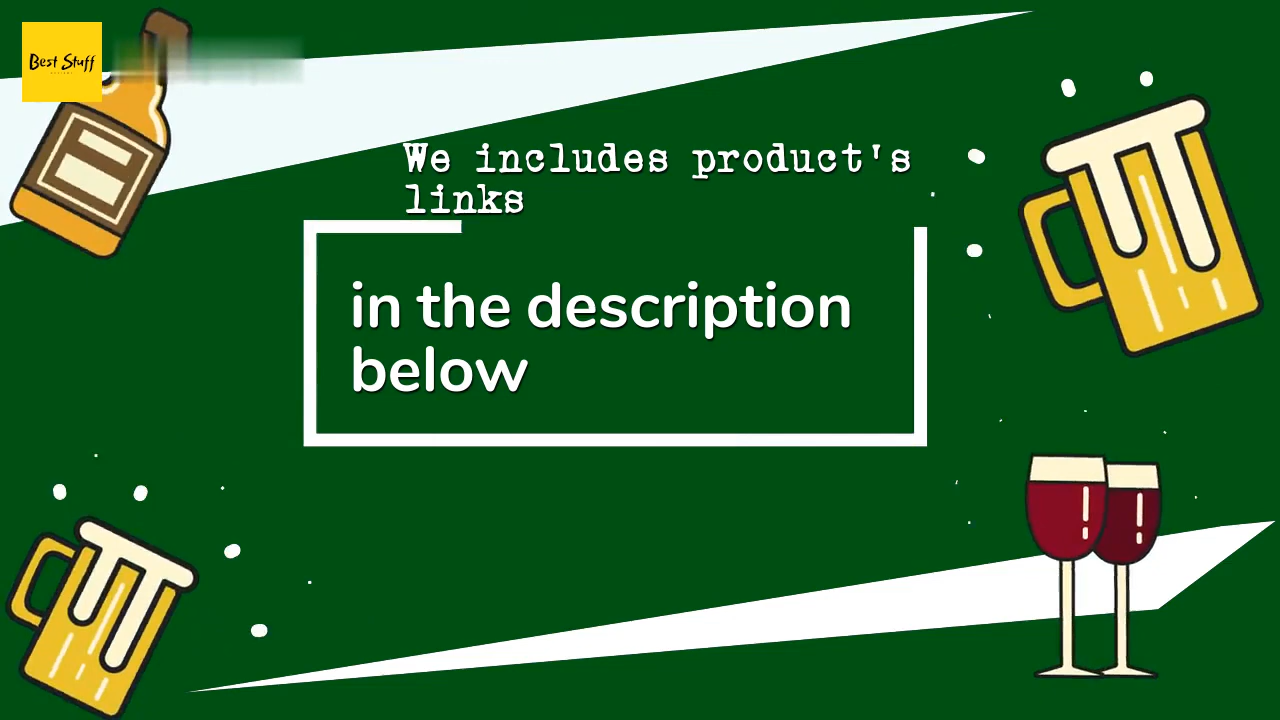 Best Stuff
We includes product's
links
in the description
below